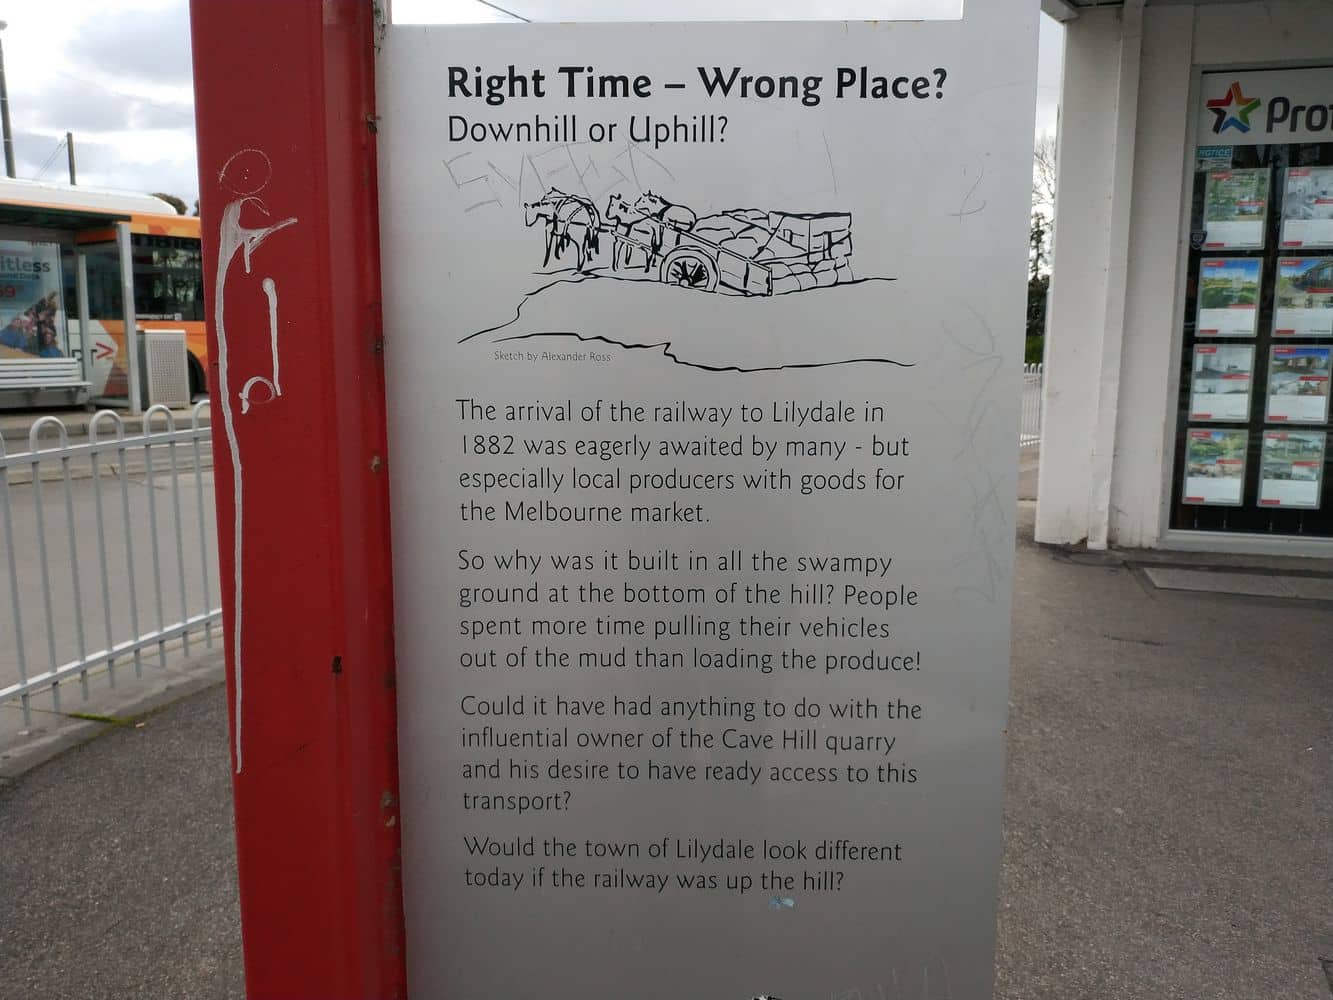 Right Time – Wrong Place?
Downhill or Uphill?
Sketch by Alexander Ross
The arrival of the railway to Lilydale in
1882 was eagerly awaited by many - but
especially local producers with goods for
the Melbourne market.
So why was it built in all the swampy
ground at the bottom of the hill? People
spent more time pulling their vehicles
out of the mud than loading the produce!
Could it have had anything to do with the
influential owner of the Cave Hill quarry
and his desire to have ready access to this
transport?
Would the town of Lilydale look different
today if the railway was up the hill?
NOTICE